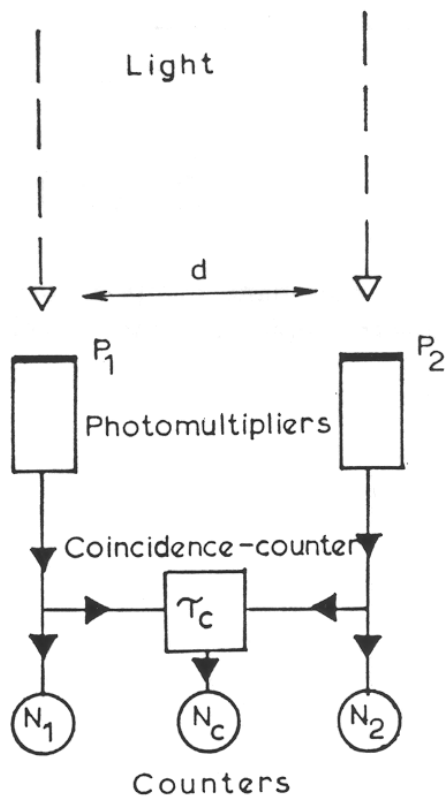 Light
d
P₁
P₂
Photomultipliers
Coincidence-counter
τc
N₁
Nc
N₂
Counters